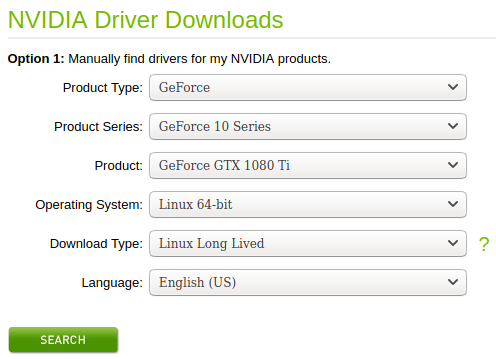 NVIDIA Driver Downloads
Option 1: Manually find drivers for my NVIDIA products.
Product Type: GeForce
Product Series: GeForce 10 Series
Product: GeForce GTX 1080 Ti
Operating System: Linux 64-bit
Download Type: Linux Long Lived ?
Language: English (US)
SEARCH